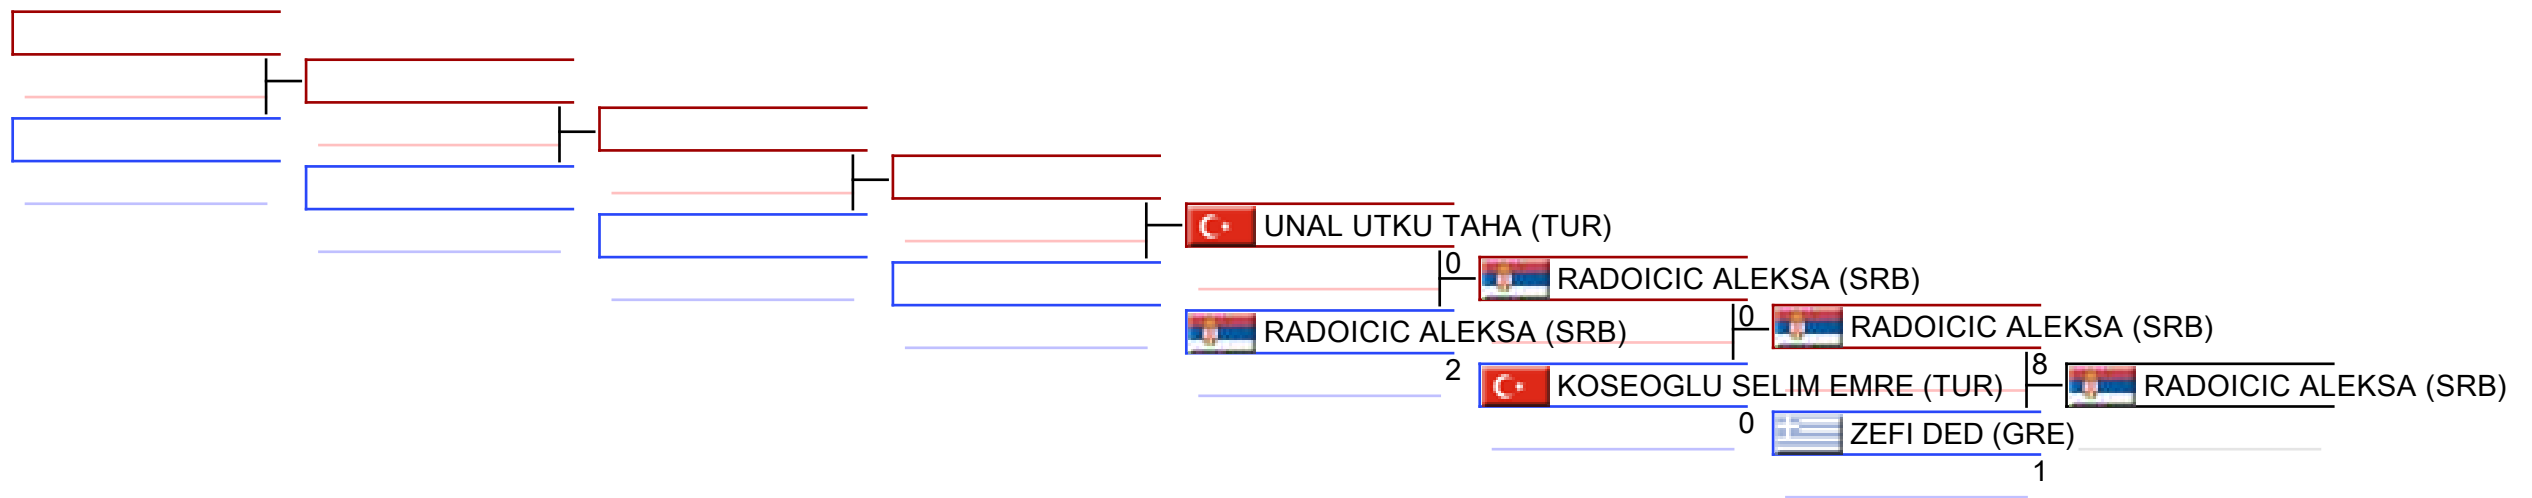 UNAL UTKU TAHA (TUR)
0
RADOICIC ALEKSA (SRB)
RADOICIC ALEKSA (SRB)
2
0
KOSEOGLU SELIM EMRE (TUR)
0
RADOICIC ALEKSA (SRB)
8
ZEFI DED (GRE)
1
RADOICIC ALEKSA (SRB)